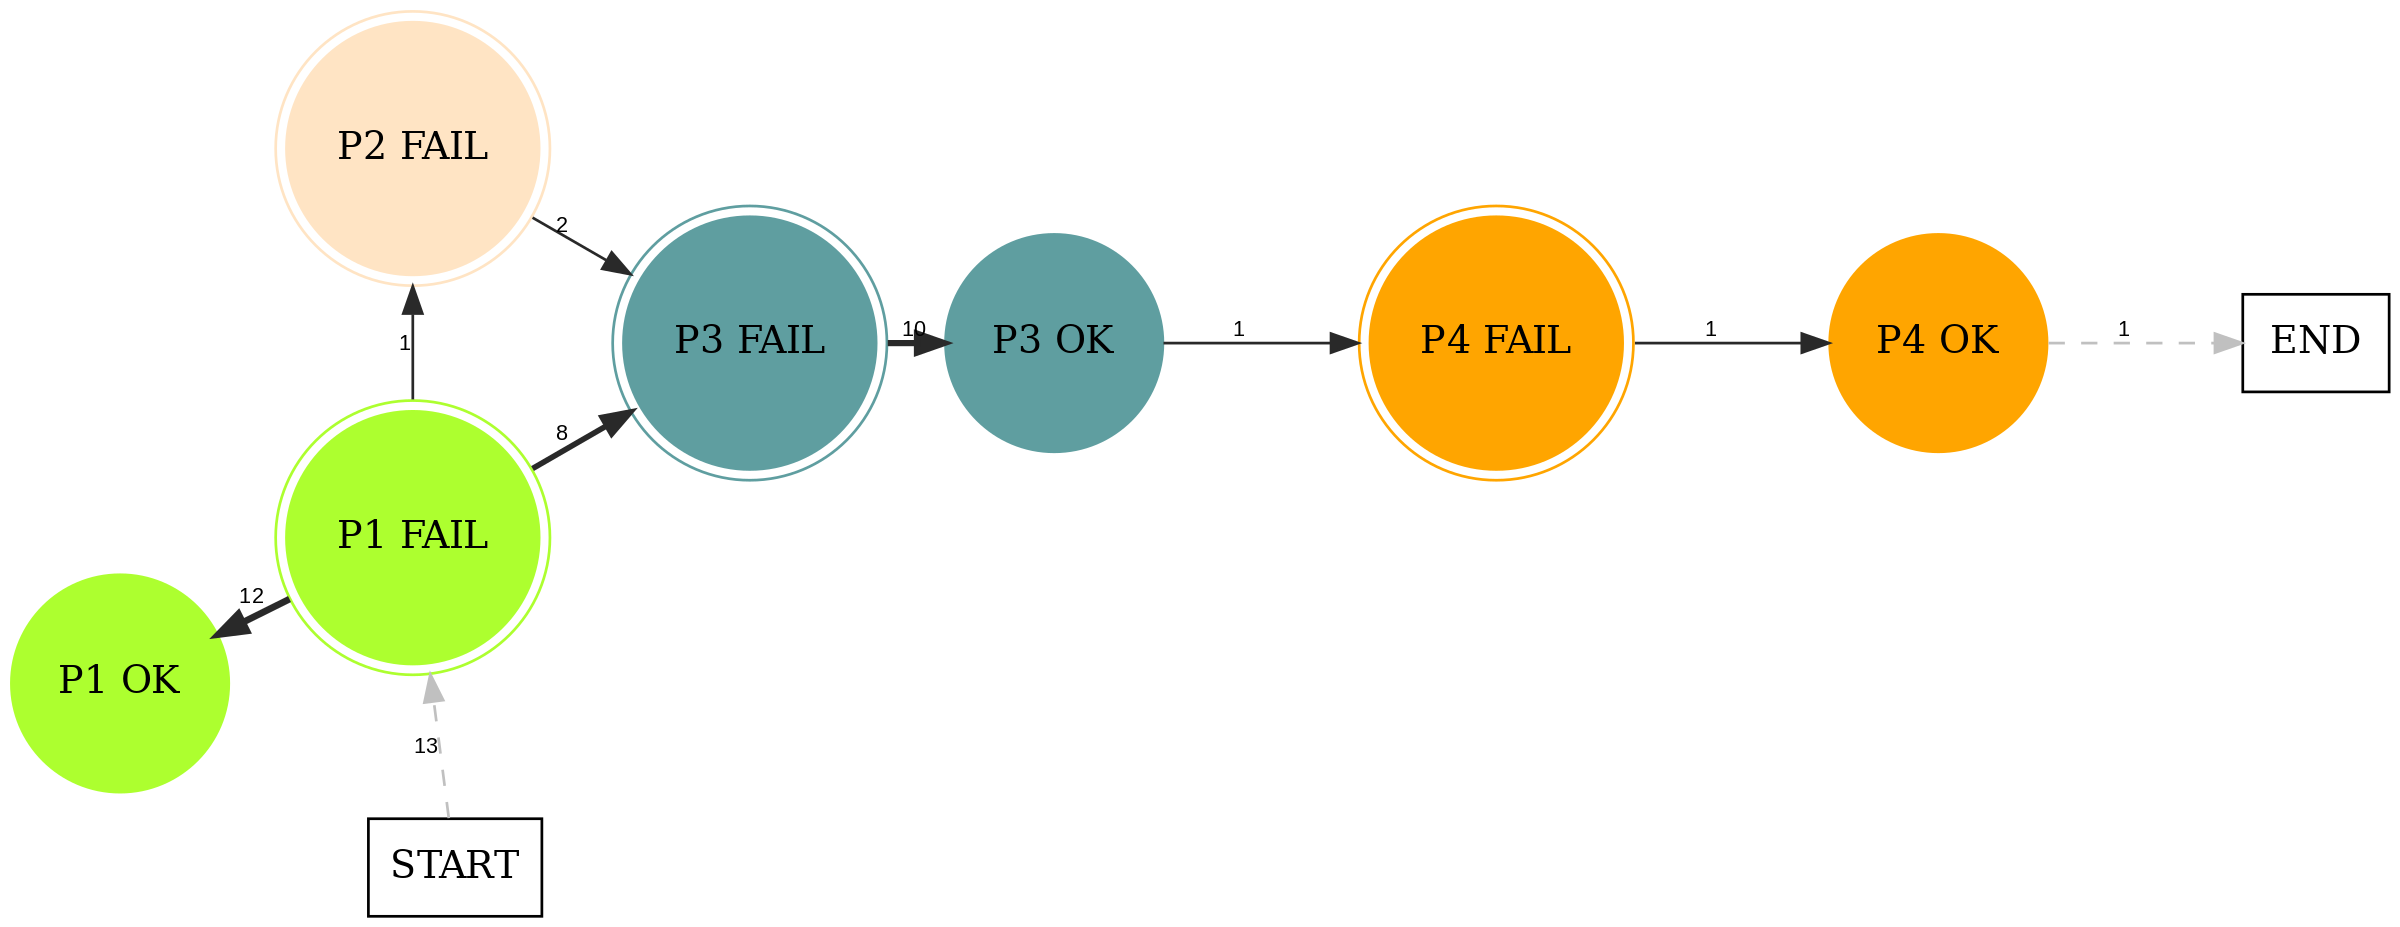 P2 FAIL
2
P3 FAIL
10
P3 OK
1
P4 FAIL
1
P4 OK
1
END
1
8
P1 FAIL
12
P1 OK
13
START